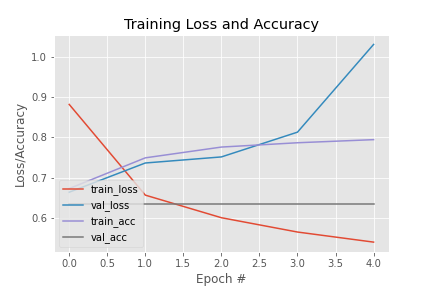 Training Loss and Accuracy
Loss/Accuracy
1.0
0.9
0.8
0.7
0.6
train_loss
val_loss
train_acc
val_acc
0.0 0.5 1.0 1.5 2.0 2.5 3.0 3.5 4.0
Epoch #